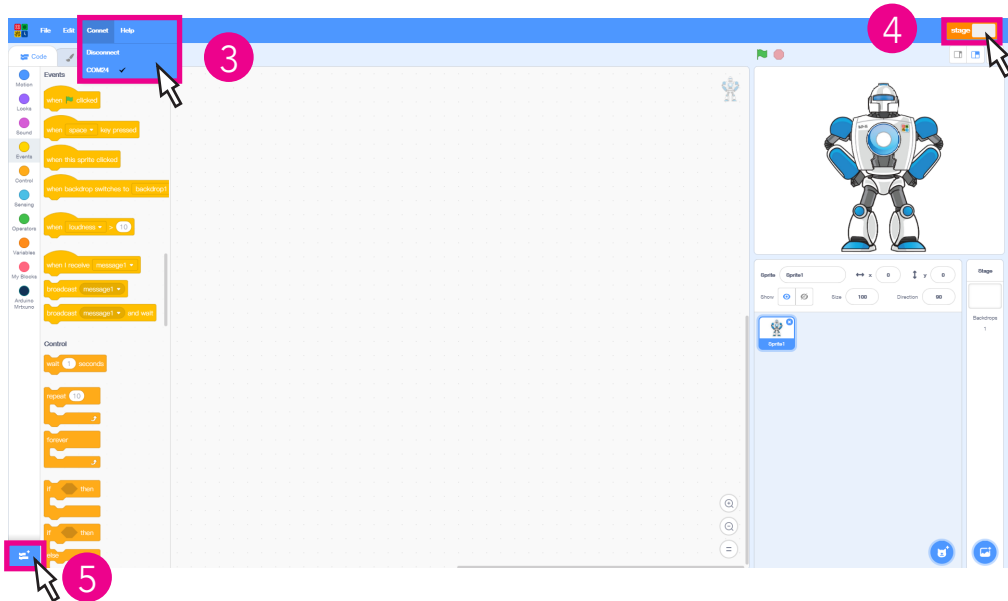 File Edit Connet Help
stage
4
Disconnect
COM24
3
Code
Motion
Looks
Sound
Events
Control
Sensing
Operators
Variables
My Blocks
Arduino
Mrtduino
Events
when clicked
when space key pressed
when this sprite clicked
when backdrop switches to backdrop1
when loudness > 10
when I receive message1
broadcast message1
broadcast message1 and wait
Control
wait 1 seconds
repeat 10
forever
if then
if then
else
5
Sprite Sprite1 x 0 y 0
Show Size 100 Direction 90
Sprite1
Stage
Backdrops
1